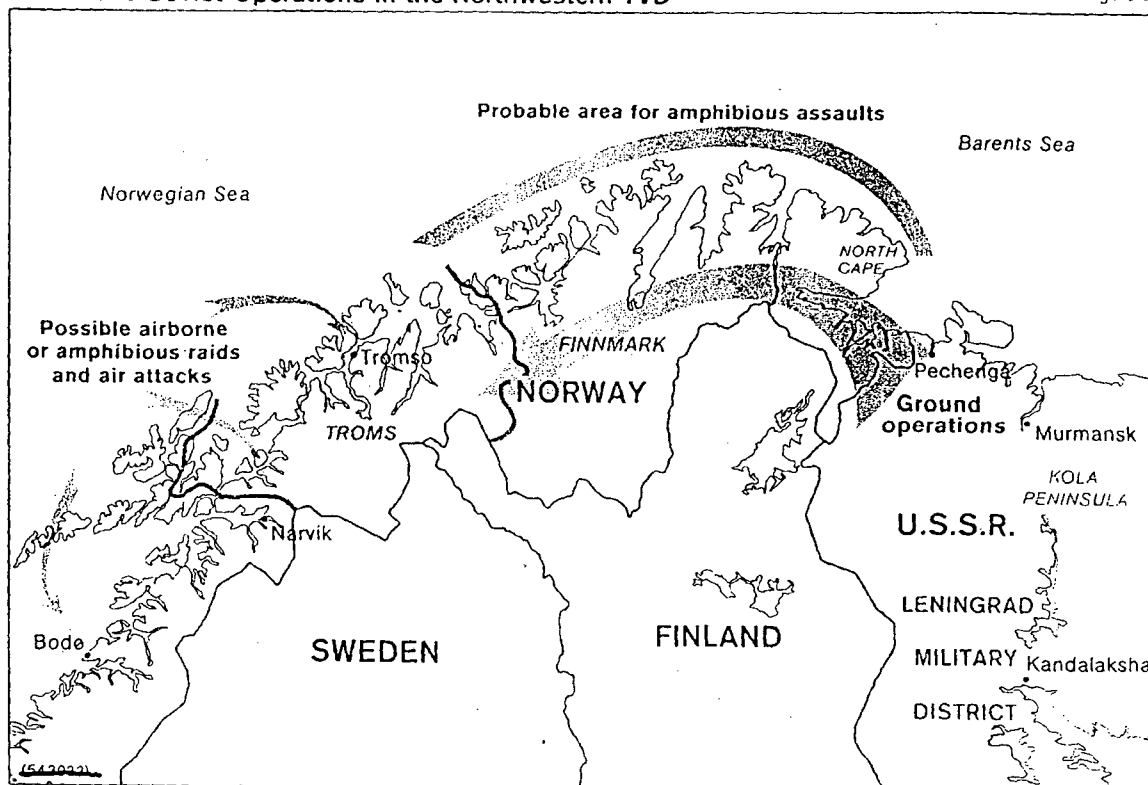 Soviet Operations in the Northwestern TVD
Probable area for amphibious assaults
Barents Sea
Norwegian Sea
NORTH
CAPE
Possible airborne
or amphibious raids
and air attacks
Tromsø
FINNMARK
Pechenga
NORWAY
Ground
operations
TROMS
Murmansk
KOLA
PENINSULA
Narvik
U.S.S.R.
LENINGRAD
Bodø
SWEDEN
FINLAND
MILITARY
Kandalaksha
DISTRICT